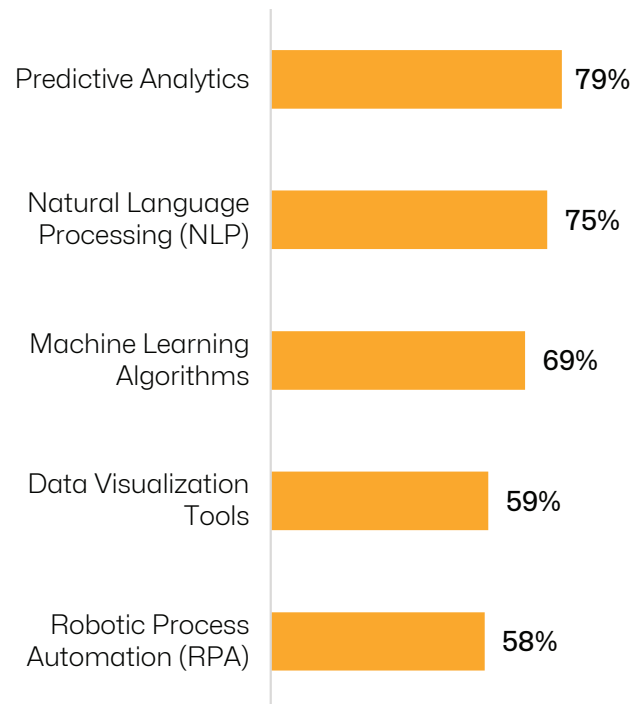 Predictive Analytics
79%
Natural Language
Processing (NLP)
75%
Machine Learning
Algorithms
69%
Data Visualization
Tools
59%
Robotic Process
Automation (RPA)
58%